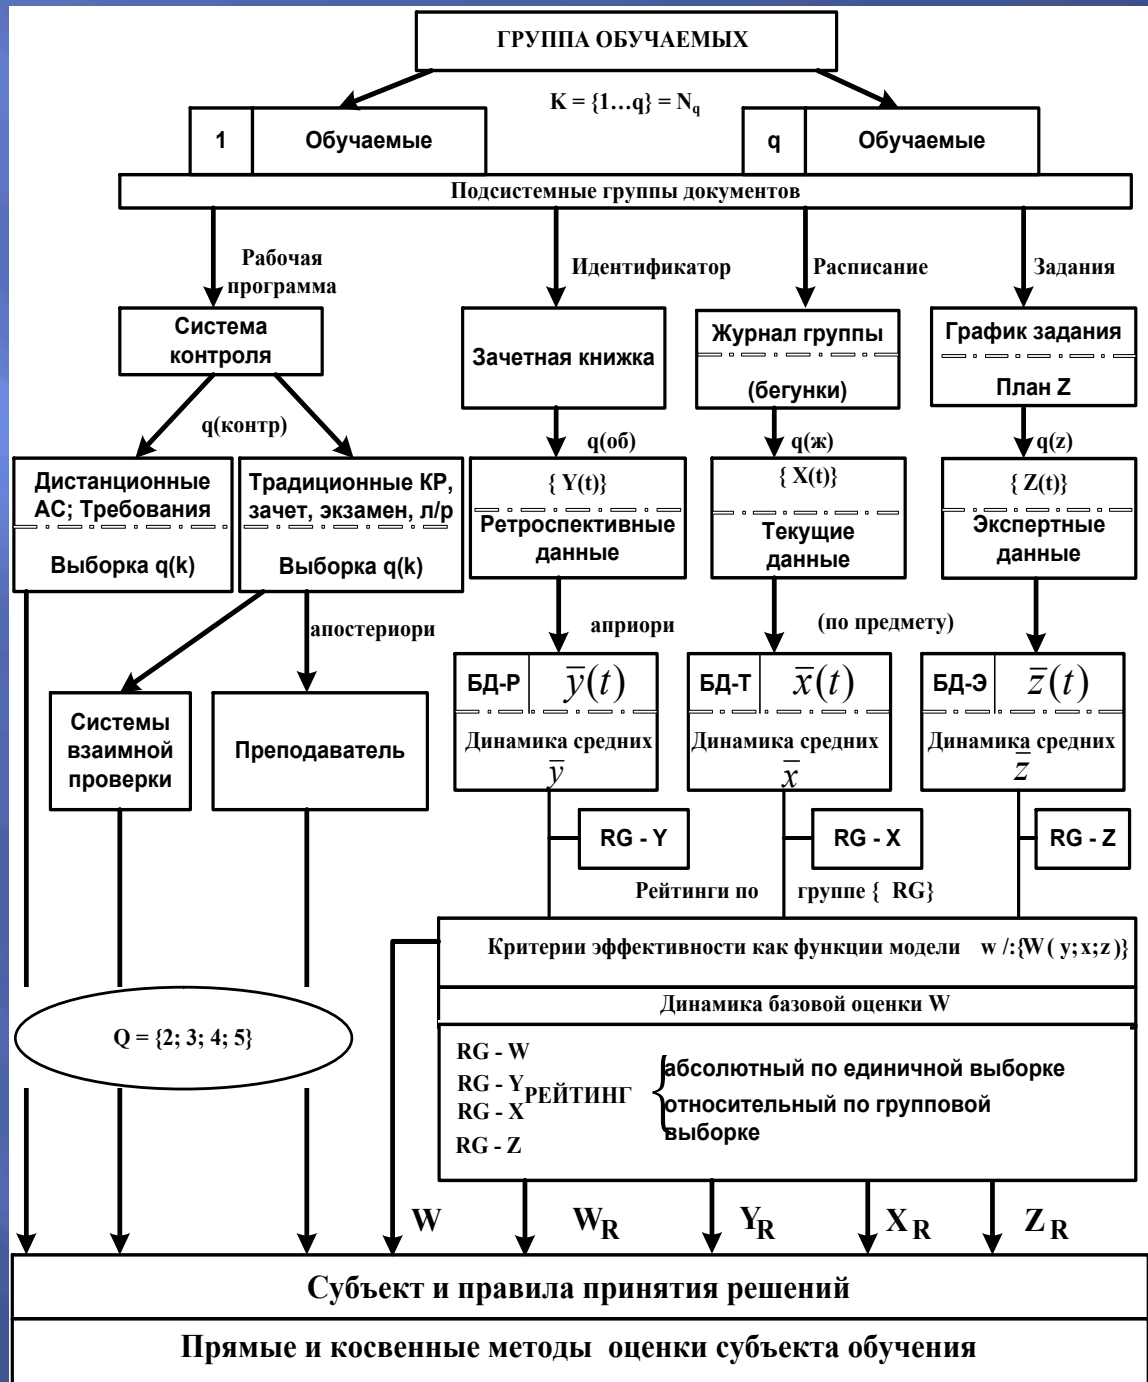 ГРУППА ОБУЧАЕМЫХ
K = {1...q} = N_q
1
Обучаемые
q
Обучаемые
Подсистемные группы документов
Рабочая
программа
Идентификатор
Расписание
Задания
Система
контроля
Зачетная книжка
Журнал группы
(бегунки)
График задания
План Z
q(контр)
q(об)
q(ж)
q(z)
Дистанционные
АС; Требования
Выборка q(k)
Традиционные КР,
зачет, экзамен, л/р
Выборка q(k)
{ Y(t)}
Ретроспективные
данные
{ X(t)}
Текущие
данные
{ Z(t)}
Экспертные
данные
апостериори
априори
(по предмету)
Системы
взаимной
проверки
Преподаватель
БД-Р
y̅(t)
Динамика средних
y̅
БД-Т
x̅(t)
Динамика средних
x̅
БД-Э
z̅(t)
Динамика средних
z̅
RG - Y
RG - X
RG - Z
Рейтинги по группе { RG}
Критерии эффективности как функции модели w /:{W( y;x;z)}
Динамика базовой оценки W
Q = {2; 3; 4; 5}
RG - W
RG - Y
RG - X
RG - Z
РЕЙТИНГ
абсолютный по единичной выборке
относительный по групповой
выборке
W
W_R
Y_R
X_R
Z_R
Субъект и правила принятия решений
Прямые и косвенные методы оценки субъекта обучения